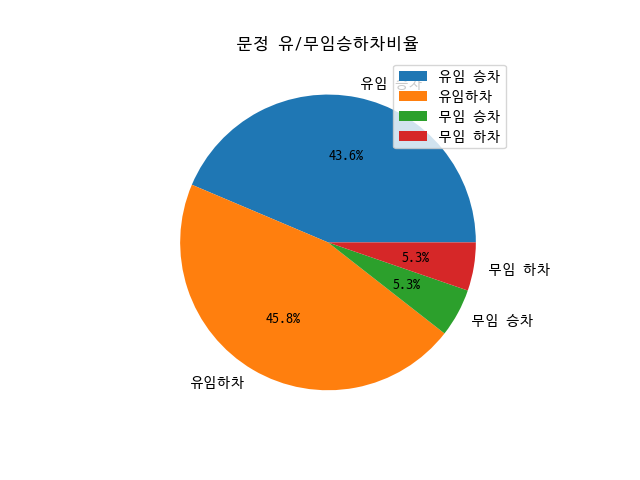 문정 유/무임승하차비율
유임 승차
유임 승차
유임하차
무임 승차
무임 하차
43.6%
5.3%
무임 하차
5.3%
무임 승차
45.8%
유임하차